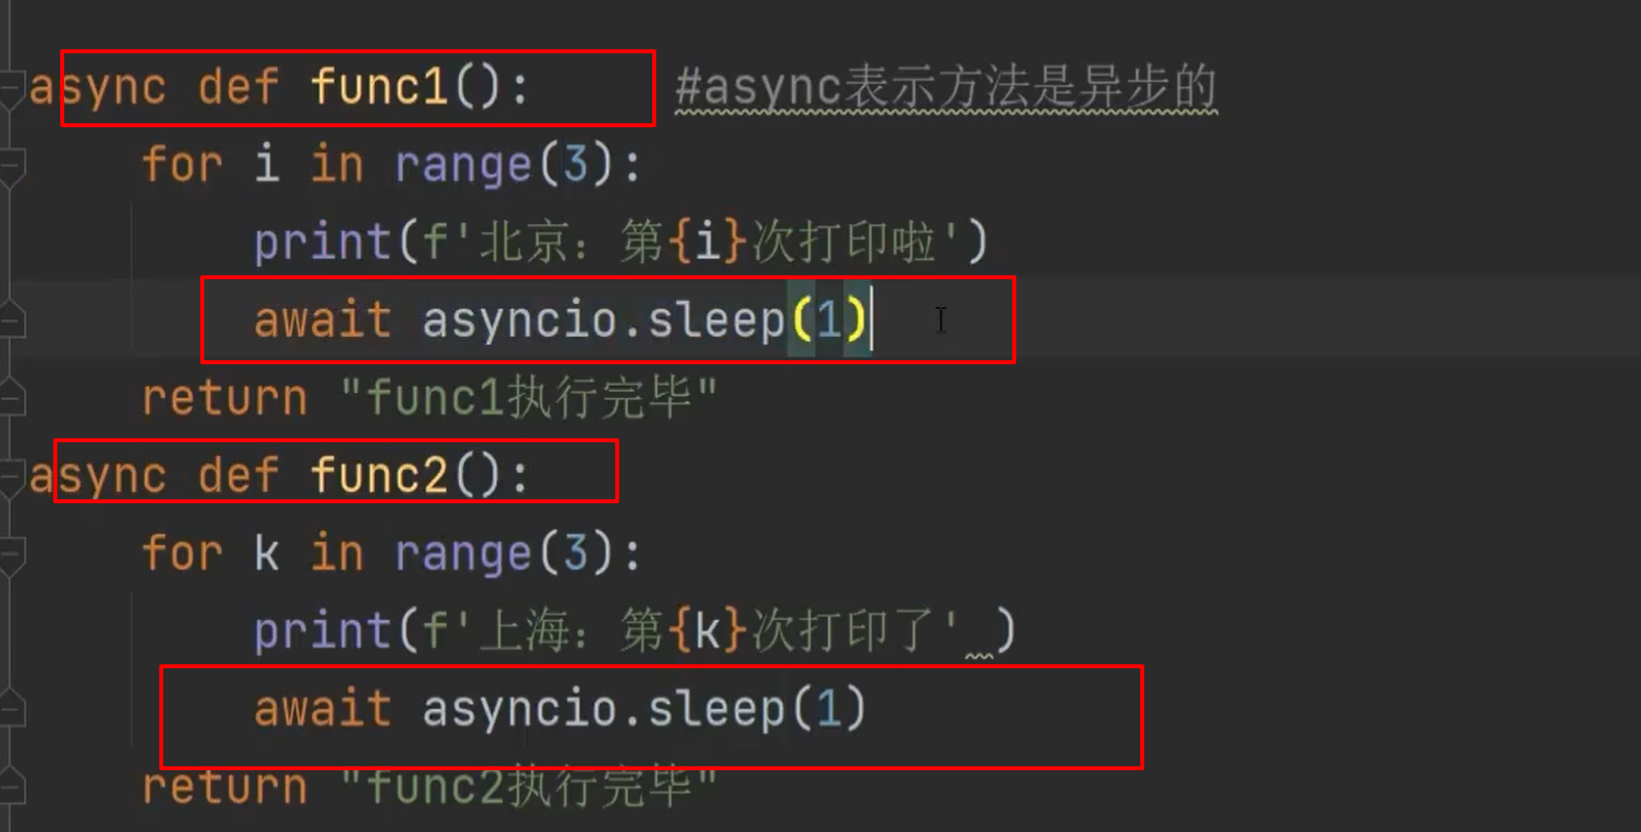 async def func1():    #async表示方法是异步的
    for i in range(3):
        print(f'北京：第{i}次打印啦')
        await asyncio.sleep(1)
    return "func1执行完毕"
async def func2():
    for k in range(3):
        print(f'上海：第{k}次打印了' )
        await asyncio.sleep(1)
    return "func2执行完毕"